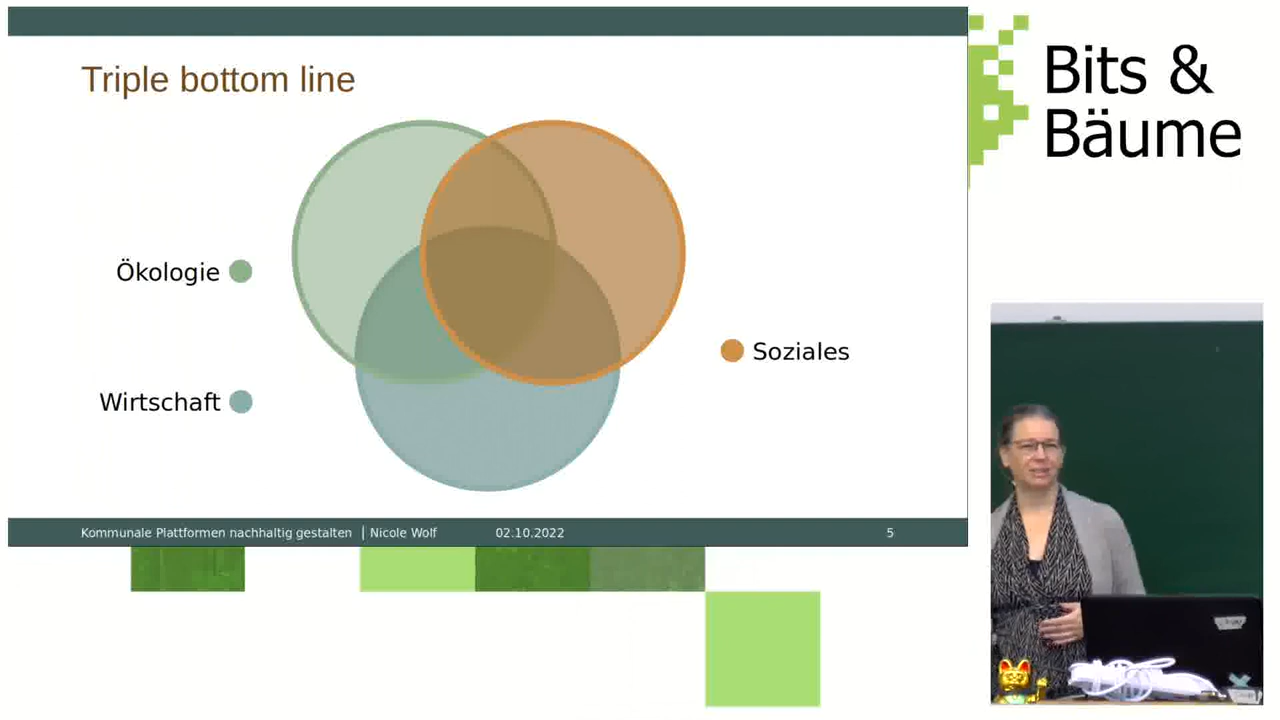 Triple bottom line
Ökologie
Wirtschaft
Soziales
Kommunale Plattformen nachhaltig gestalten | Nicole Wolf 02.10.2022 5
Bits &
Bäume